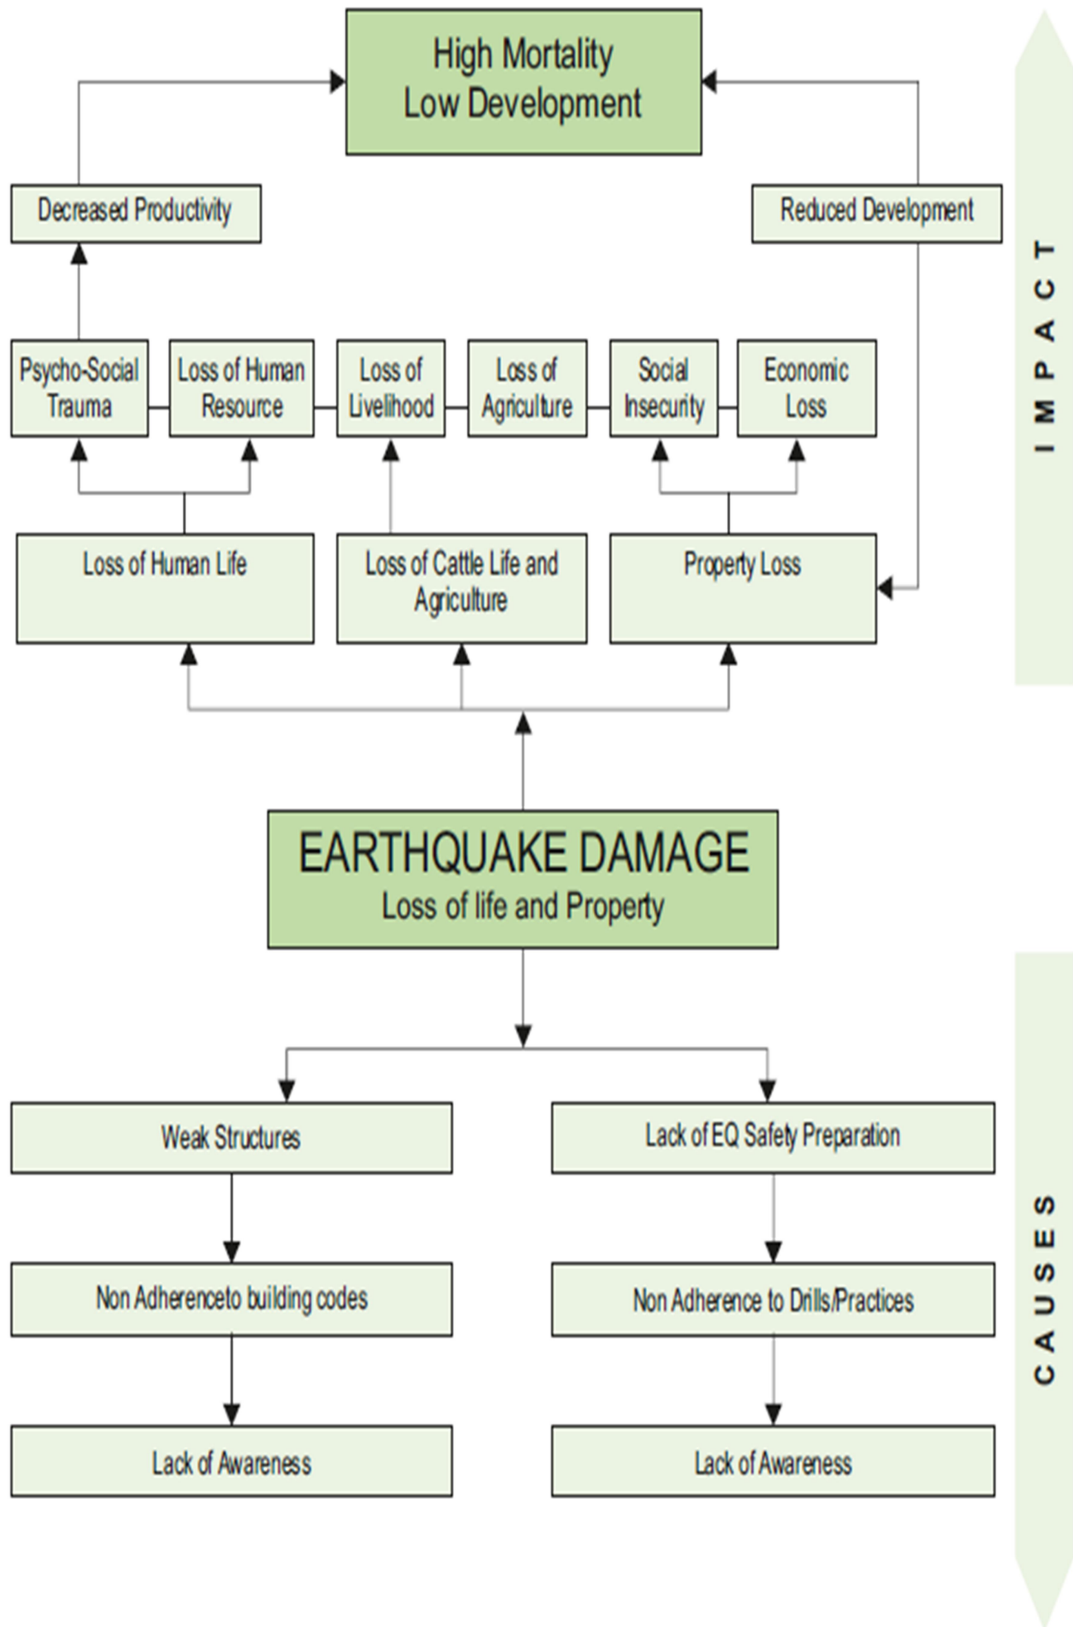 High Mortality
Low Development
Decreased Productivity
Reduced Development
Psycho-Social
Trauma
Loss of Human
Resource
Loss of
Livelihood
Loss of
Agriculture
Social
Insecurity
Economic
Loss
Loss of Human Life
Loss of Cattle Life and
Agriculture
Property Loss
IMPACT
EARTHQUAKE DAMAGE
Loss of life and Property
Weak Structures
Lack of EQ Safety Preparation
Non Adherenceto building codes
Non Adherence to Drills/Practices
Lack of Awareness
Lack of Awareness
CAUSES